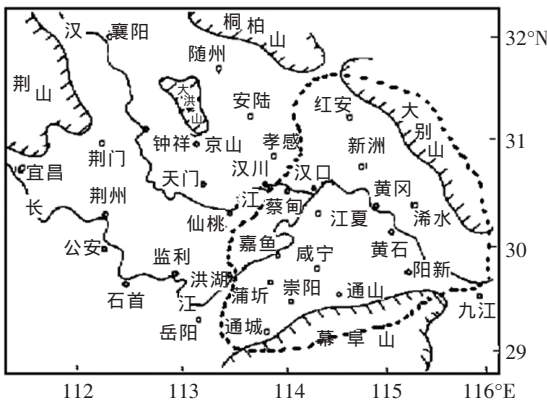 汉 襄阳 桐柏山 32°N
荆山 随州
大洪山 安陆 红安 大别山
钟祥 京山 孝感 31
荆门 新洲
宜昌 天门 汉川 汉口 黄冈
荆州 江 蔡甸
长 仙桃 江夏 浠水
公安 嘉鱼 咸宁 黄石 30
监利 洪湖 阳新
石首 江 蒲圻 崇阳 通山 九江
岳阳 通城 幕阜山 29
112 113 114 115 116°E